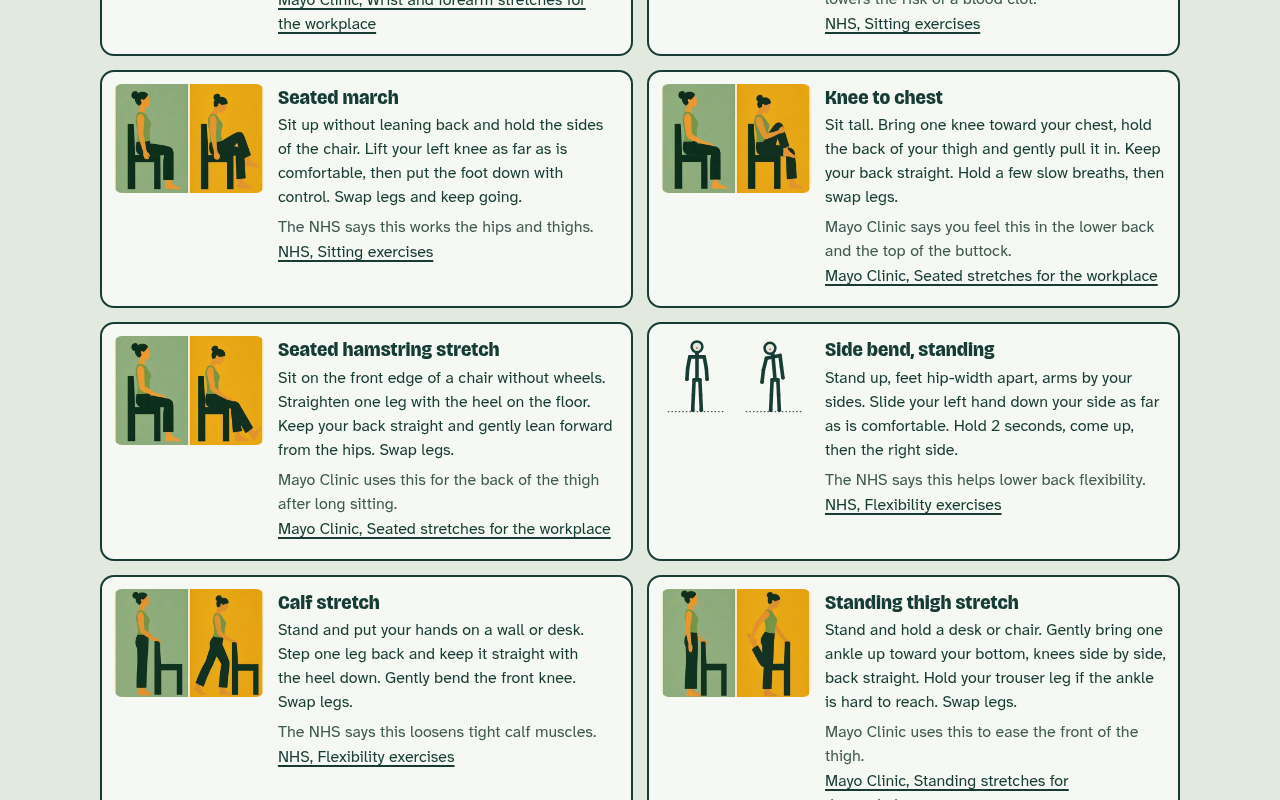 Mayo Clinic, Wrist and forearm stretches for
the workplace
lowers the risk of a blood clot.
NHS, Sitting exercises
Seated march
Sit up without leaning back and hold the sides
of the chair. Lift your left knee as far as is
comfortable, then put the foot down with
control. Swap legs and keep going.
The NHS says this works the hips and thighs.
NHS, Sitting exercises
Knee to chest
Sit tall. Bring one knee toward your chest, hold
the back of your thigh and gently pull it in. Keep
your back straight. Hold a few slow breaths, then
swap legs.
Mayo Clinic says you feel this in the lower back
and the top of the buttock.
Mayo Clinic, Seated stretches for the workplace
Seated hamstring stretch
Sit on the front edge of a chair without wheels.
Straighten one leg with the heel on the floor.
Keep your back straight and gently lean forward
from the hips. Swap legs.
Mayo Clinic uses this for the back of the thigh
after long sitting.
Mayo Clinic, Seated stretches for the workplace
Side bend, standing
Stand up, feet hip-width apart, arms by your
sides. Slide your left hand down your side as far
as is comfortable. Hold 2 seconds, come up,
then the right side.
The NHS says this helps lower back flexibility.
NHS, Flexibility exercises
Calf stretch
Stand and put your hands on a wall or desk.
Step one leg back and keep it straight with
the heel down. Gently bend the front knee.
Swap legs.
The NHS says this loosens tight calf muscles.
NHS, Flexibility exercises
Standing thigh stretch
Stand and hold a desk or chair. Gently bring one
ankle up toward your bottom, knees side by side,
back straight. Hold your trouser leg if the ankle
is hard to reach. Swap legs.
Mayo Clinic uses this to ease the front of the
thigh.
Mayo Clinic, Standing stretches for